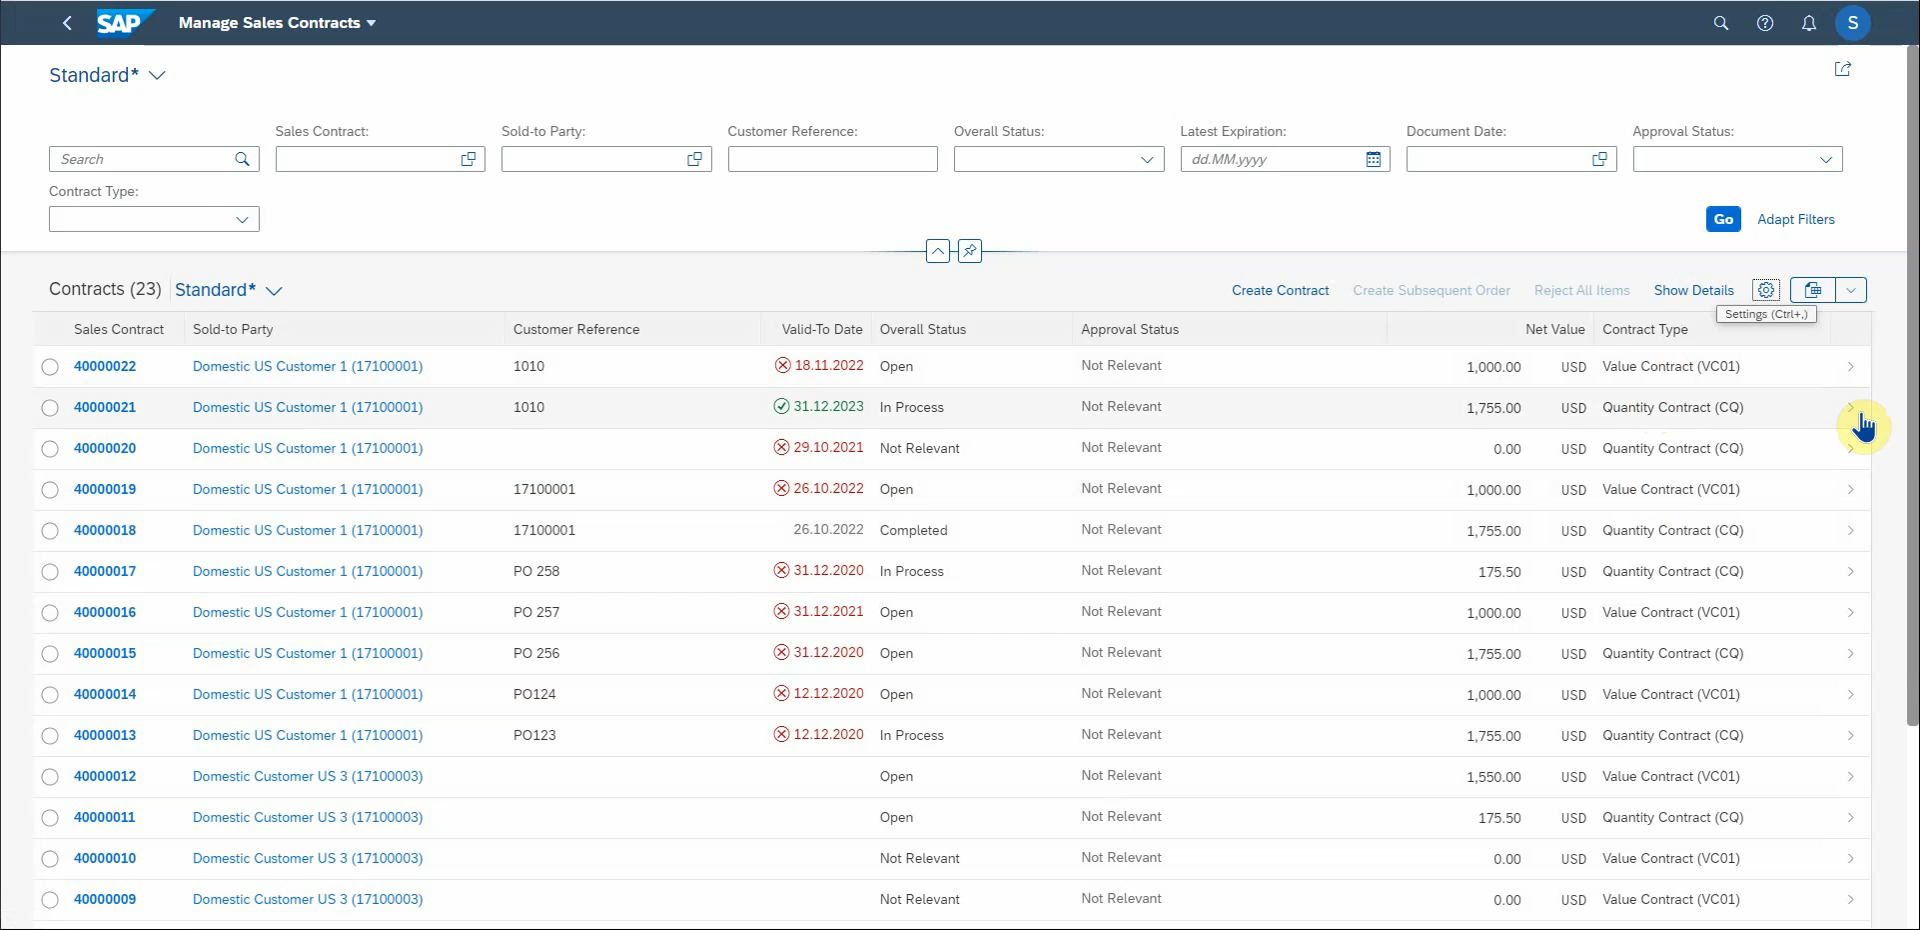 SAP Manage Sales Contracts S
Standard*
Sales Contract: Sold-to Party: Customer Reference: Overall Status: Latest Expiration: Document Date: Approval Status:
Search dd.MM.yyyy
Contract Type:
Go Adapt Filters
Contracts (23) Standard* Create Contract Create Subsequent Order Reject All Items Show Details
Settings (Ctrl+,)
Sales Contract Sold-to Party Customer Reference Valid-To Date Overall Status Approval Status Net Value Contract Type
40000022 Domestic US Customer 1 (17100001) 1010 18.11.2022 Open Not Relevant 1,000.00 USD Value Contract (VC01)
40000021 Domestic US Customer 1 (17100001) 1010 31.12.2023 In Process Not Relevant 1,755.00 USD Quantity Contract (CQ)
40000020 Domestic US Customer 1 (17100001) 29.10.2021 Not Relevant Not Relevant 0.00 USD Quantity Contract (CQ)
40000019 Domestic US Customer 1 (17100001) 17100001 26.10.2022 Open Not Relevant 1,000.00 USD Value Contract (VC01)
40000018 Domestic US Customer 1 (17100001) 17100001 26.10.2022 Completed Not Relevant 1,755.00 USD Quantity Contract (CQ)
40000017 Domestic US Customer 1 (17100001) PO 258 31.12.2020 In Process Not Relevant 175.50 USD Quantity Contract (CQ)
40000016 Domestic US Customer 1 (17100001) PO 257 31.12.2021 Open Not Relevant 1,000.00 USD Value Contract (VC01)
40000015 Domestic US Customer 1 (17100001) PO 256 31.12.2020 Open Not Relevant 1,755.00 USD Quantity Contract (CQ)
40000014 Domestic US Customer 1 (17100001) PO124 12.12.2020 Open Not Relevant 1,000.00 USD Value Contract (VC01)
40000013 Domestic US Customer 1 (17100001) PO123 12.12.2020 In Process Not Relevant 1,755.00 USD Quantity Contract (CQ)
40000012 Domestic Customer US 3 (17100003) Open Not Relevant 1,550.00 USD Value Contract (VC01)
40000011 Domestic Customer US 3 (17100003) Open Not Relevant 175.50 USD Quantity Contract (CQ)
40000010 Domestic Customer US 3 (17100003) Not Relevant Not Relevant 0.00 USD Value Contract (VC01)
40000009 Domestic Customer US 3 (17100003) Not Relevant Not Relevant 0.00 USD Value Contract (VC01)